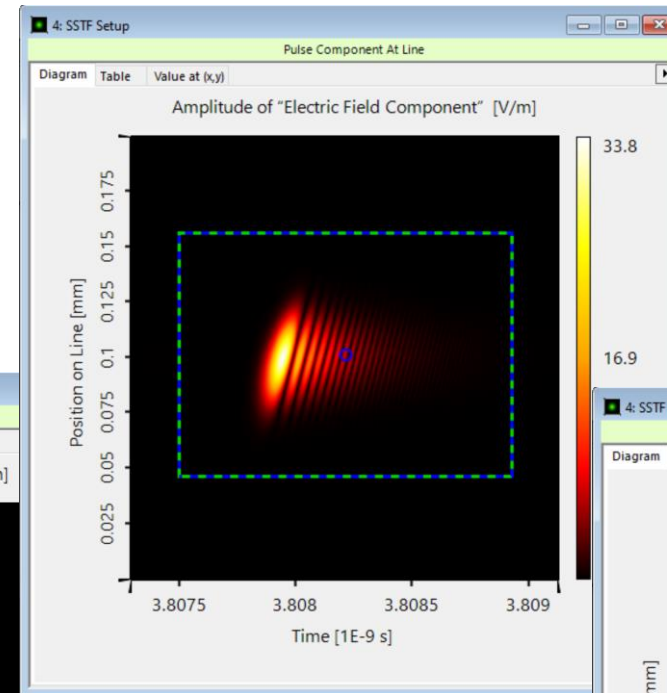 4: SSTF Setup
Pulse Component At Line
Diagram Table Value at (x,y)
Amplitude of "Electric Field Component" [V/m]
33.8
16.9
0.175
0.15
0.125
0.1
0.075
0.05
0.025
Position on Line [mm]
3.8075 3.808 3.8085 3.809
Time [1E-9 s]
n]
4: SSTF
Diagram
mm]